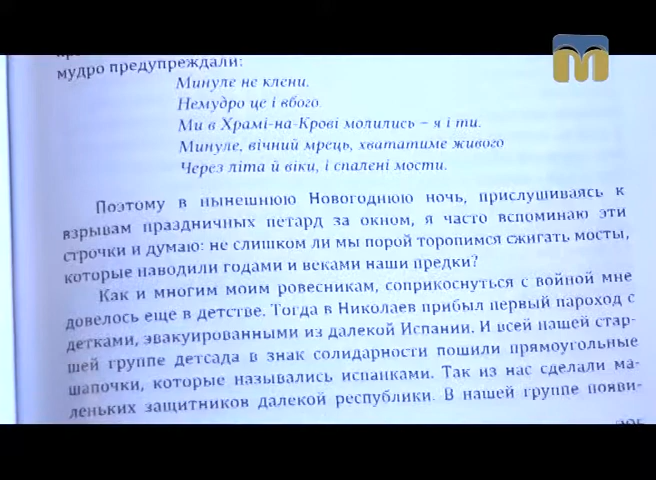 мудро предупреждали:
Минуле не клени.
Немудро це і вбого.
Ми в Храмі-на-Крові молились – я і ти.
Минуле, вічний мрець, хвататиме живого
Через літа й віки, і спалені мости.
Поэтому в нынешнюю Новогоднюю ночь, прислушиваясь к
взрывам праздничных петард за окном, я часто вспоминаю эти
строчки и думаю: не слишком ли мы порой торопимся сжигать мосты,
которые наводили годами и веками наши предки?
Как и многим моим ровесникам, соприкоснуться с войной мне
довелось еще в детстве. Тогда в Николаев прибыл первый пароход с
детками, эвакуированными из далекой Испании. И всей нашей стар-
шей группе детсада в знак солидарности пошили прямоугольные
шапочки, которые назывались испанками. Так из нас сделали ма-
леньких защитников далекой республики. В нашей группе появи-